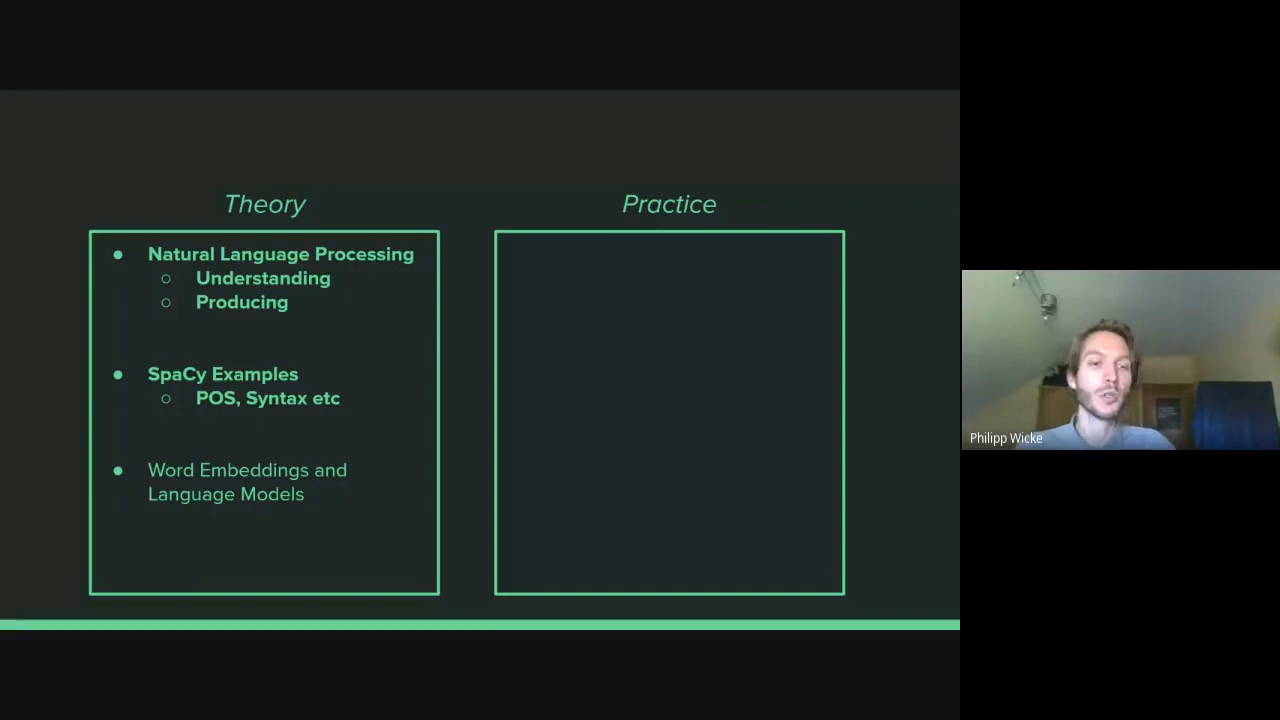 Theory
Natural Language Processing
Understanding
Producing
SpaCy Examples
POS, Syntax etc
Word Embeddings and
Language Models
Practice
Philipp Wicke